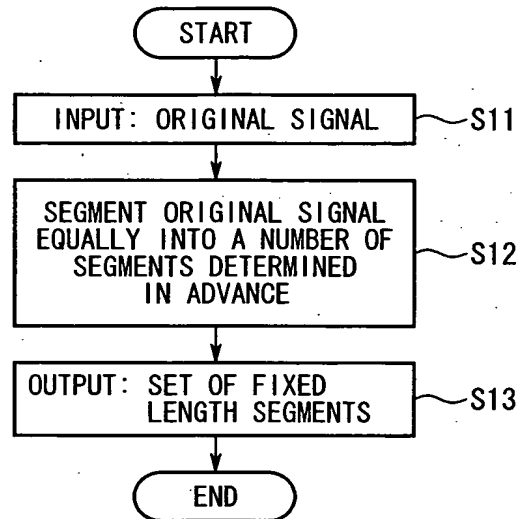 START
INPUT: ORIGINAL SIGNAL
S11
SEGMENT ORIGINAL SIGNAL
EQUALLY INTO A NUMBER OF
SEGMENTS DETERMINED
IN ADVANCE
S12
OUTPUT: SET OF FIXED
LENGTH SEGMENTS
S13
END